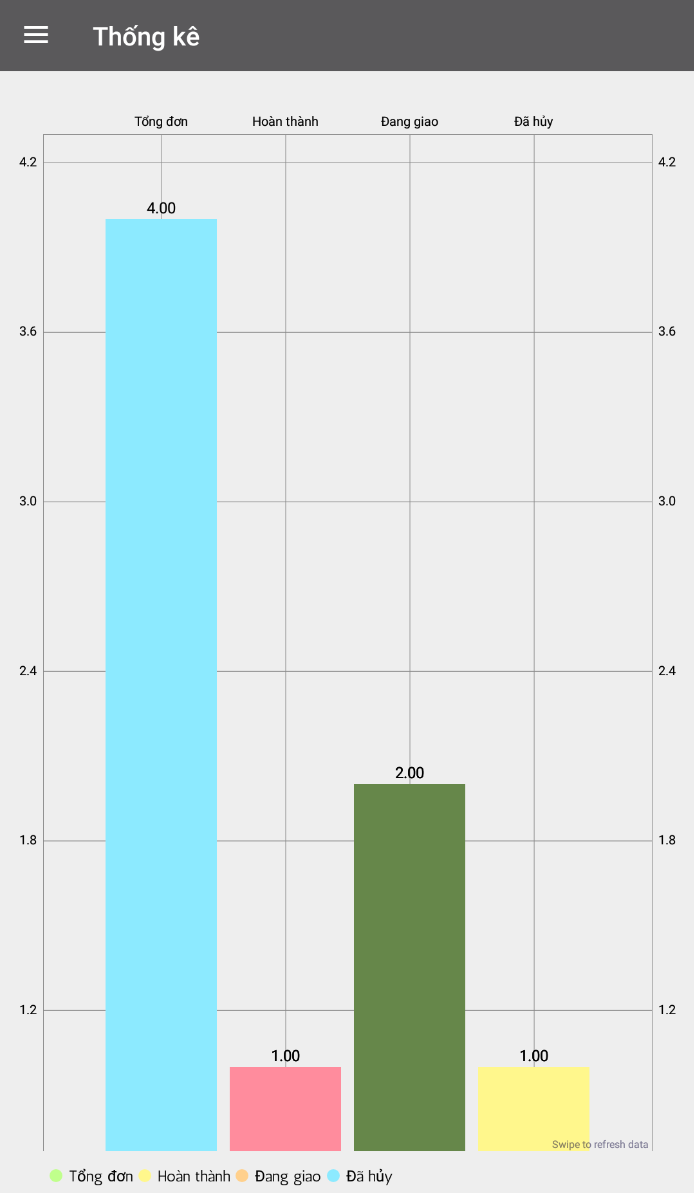 Thống kê
Tổng đơn Hoàn thành Đang giao Đã hủy
4.2 4.2
4.00
3.6 3.6
3.0 3.0
2.4 2.4
2.00
1.8 1.8
1.2 1.2
1.00 1.00
Swipe to refresh data
Tổng đơn Hoàn thành Đang giao Đã hủy